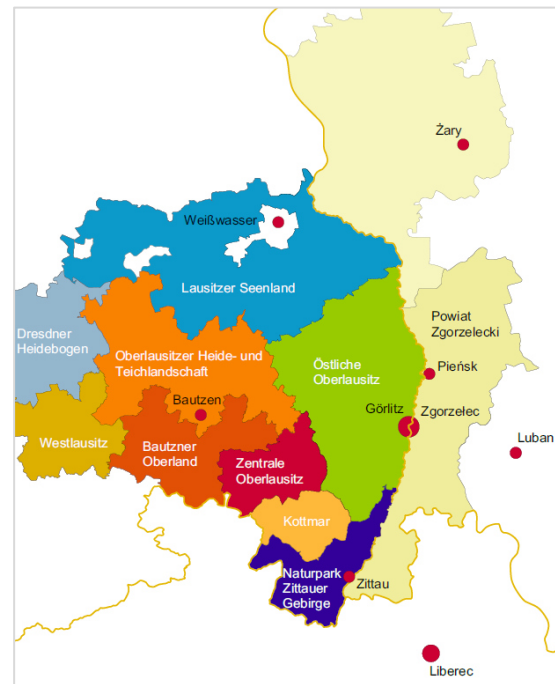 Żary
Weißwasser
Lausitzer Seenland
Dresdner
Heidebogen
Powiat
Zgorzelecki
Oberlausitzer Heide- und
Teichlandschaft
Östliche
Oberlausitz
Pieńsk
Bautzen
Görlitz
Zgorzelec
Westlausitz
Bautzner
Oberland
Luban
Zentrale
Oberlausitz
Kottmar
Naturpark
Zittauer
Gebirge
Zittau
Liberec